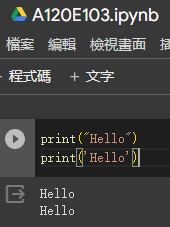 A120E103.ipynb
檔案 編輯 檢視畫面
+ 程式碼 + 文字
print("Hello")
print('Hello')
Hello
Hello